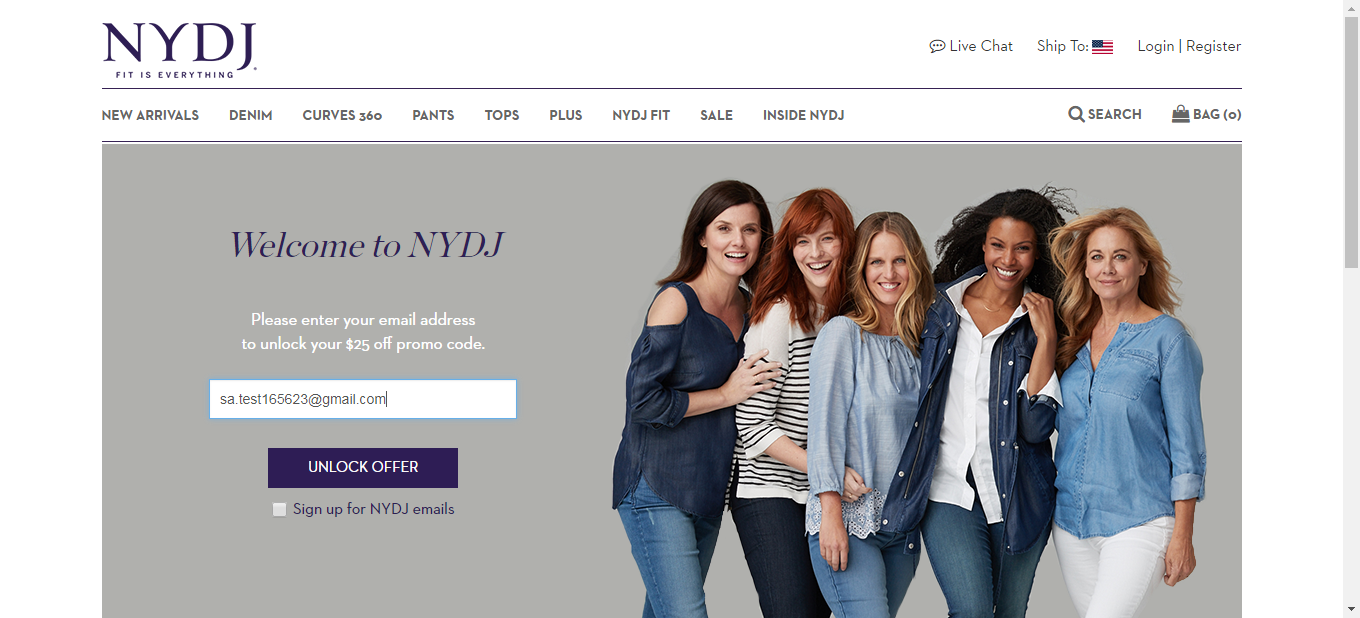 NYDJ
FIT IS EVERYTHING
Live Chat Ship To: Login | Register
NEW ARRIVALS DENIM CURVES 360 PANTS TOPS PLUS NYDJ FIT SALE INSIDE NYDJ SEARCH BAG (0)
Welcome to NYDJ
Please enter your email address
to unlock your $25 off promo code.
sa.test165623@gmail.com
UNLOCK OFFER
Sign up for NYDJ emails